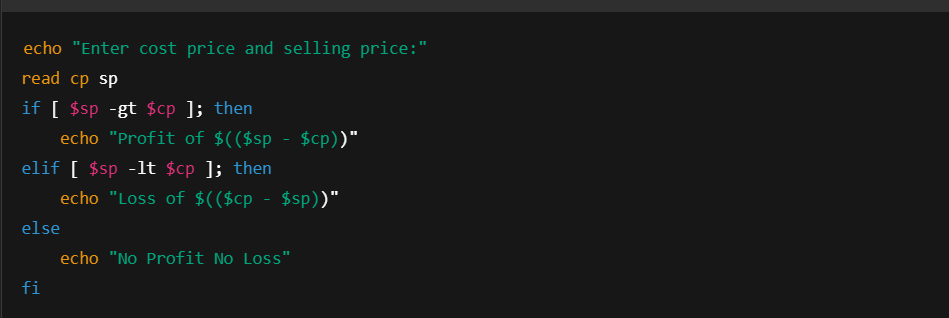 echo "Enter cost price and selling price:"
read cp sp
if [ $sp -gt $cp ]; then
    echo "Profit of $(($sp - $cp))"
elif [ $sp -lt $cp ]; then
    echo "Loss of $(($cp - $sp))"
else
    echo "No Profit No Loss"
fi